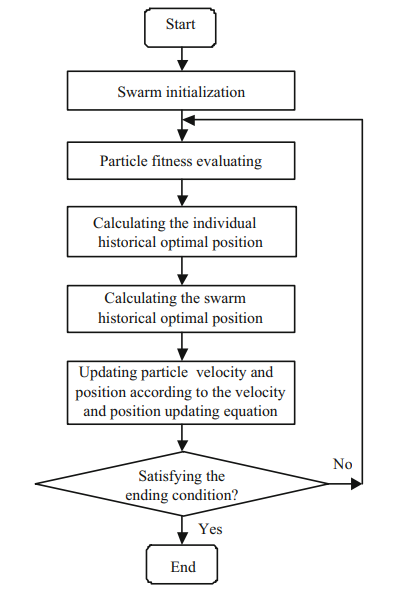 Start
Swarm initialization
Particle fitness evaluating
Calculating the individual
historical optimal position
Calculating the swarm
historical optimal position
Updating particle velocity and
position according to the velocity
and position updating equation
Satisfying the
ending condition?
No
Yes
End